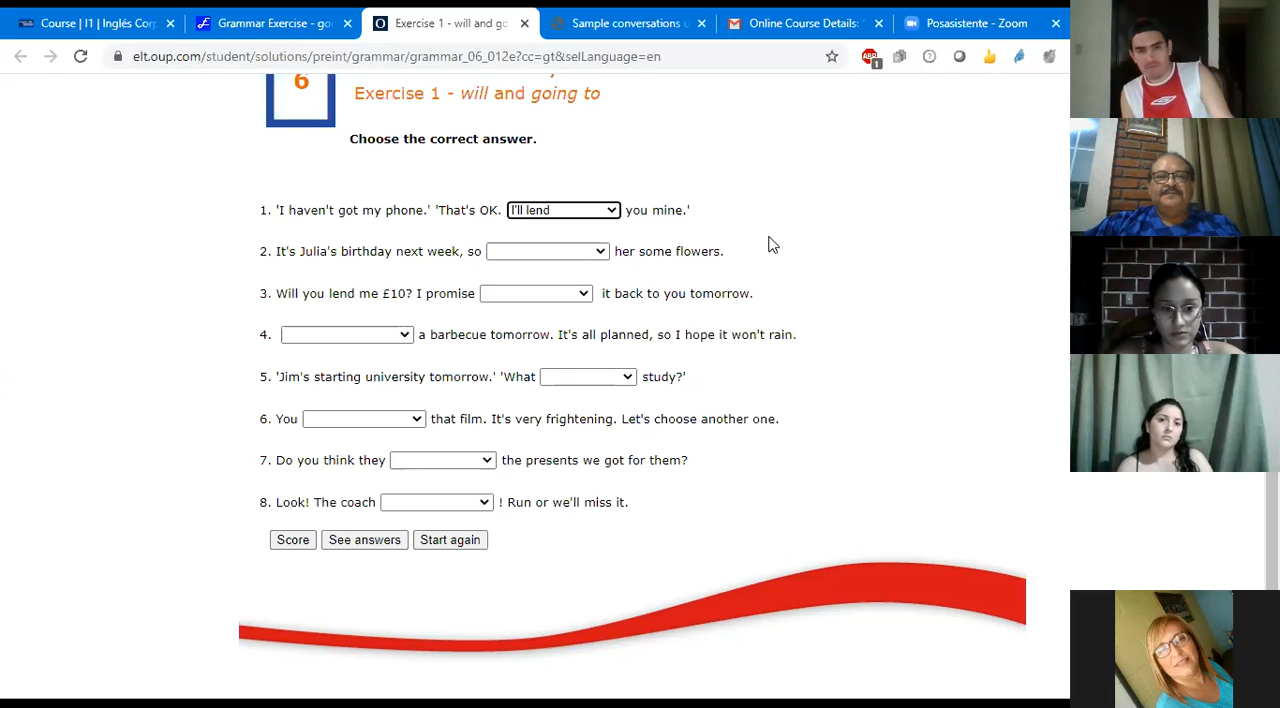 Course | I1 | Inglés Corp
Grammar Exercise - go
Exercise 1 - will and go
Sample conversations u
Online Course Details:
Posasistente - Zoom
elt.oup.com/student/solutions/preint/grammar/grammar_06_012e?cc=gt&selLanguage=en
ABP
1
6
Exercise 1 - will and going to
Choose the correct answer.
1. 'I haven't got my phone.' 'That's OK. I'll lend you mine.'
2. It's Julia's birthday next week, so her some flowers.
3. Will you lend me £10? I promise it back to you tomorrow.
4. a barbecue tomorrow. It's all planned, so I hope it won't rain.
5. 'Jim's starting university tomorrow.' 'What study?'
6. You that film. It's very frightening. Let's choose another one.
7. Do you think they the presents we got for them?
8. Look! The coach ! Run or we'll miss it.
Score See answers Start again